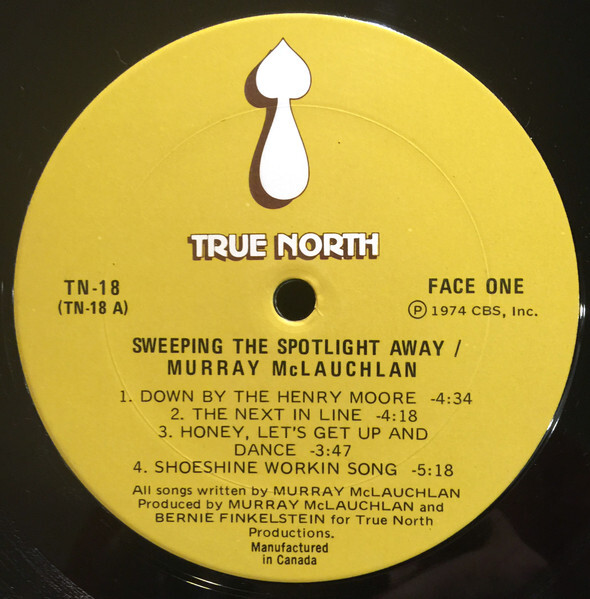 TRUE NORTH
TN-18
(TN-18 A)
FACE ONE
Ⓟ 1974 CBS, Inc.
SWEEPING THE SPOTLIGHT AWAY /
MURRAY McLAUCHLAN
1. DOWN BY THE HENRY MOORE -4:34
2. THE NEXT IN LINE -4:18
3. HONEY, LET'S GET UP AND
DANCE -3:47
4. SHOESHINE WORKIN SONG -5:18
All songs written by MURRAY McLAUCHLAN
Produced by MURRAY McLAUCHLAN and
BERNIE FINKELSTEIN for True North
Productions.
Manufactured
in Canada